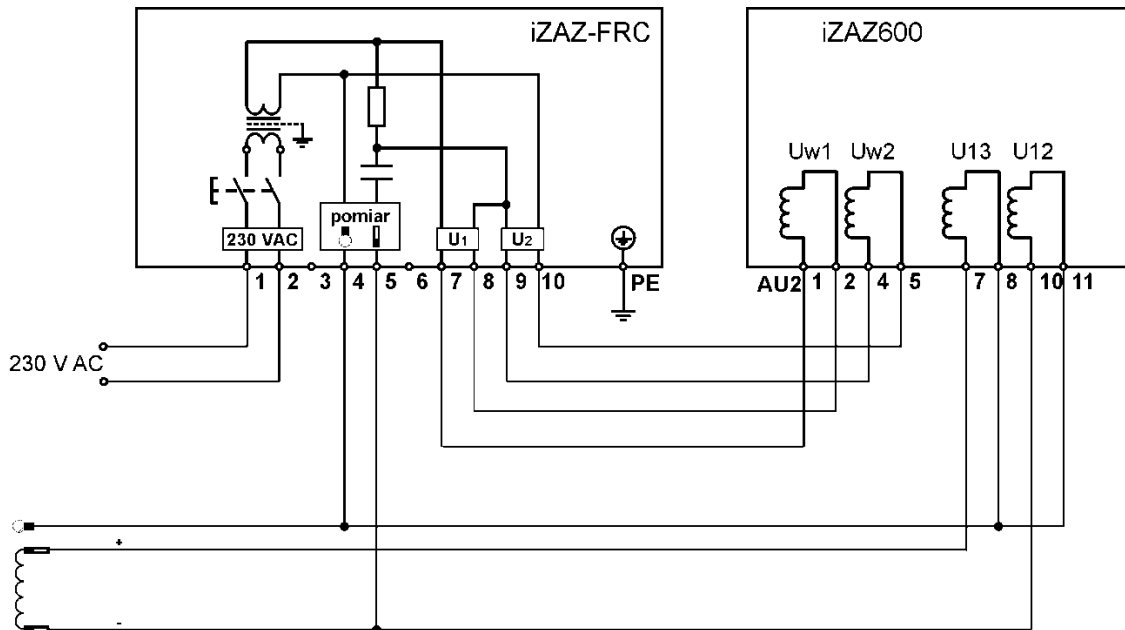 iZAZ-FRC
iZAZ600
Uw1 Uw2 U13 U12
pomiar
230 VAC
U1
U2
1 2 3 4 5 6 7 8 9 10 PE
AU2 1 2 4 5 7 8 10 11
230 V AC
+
-